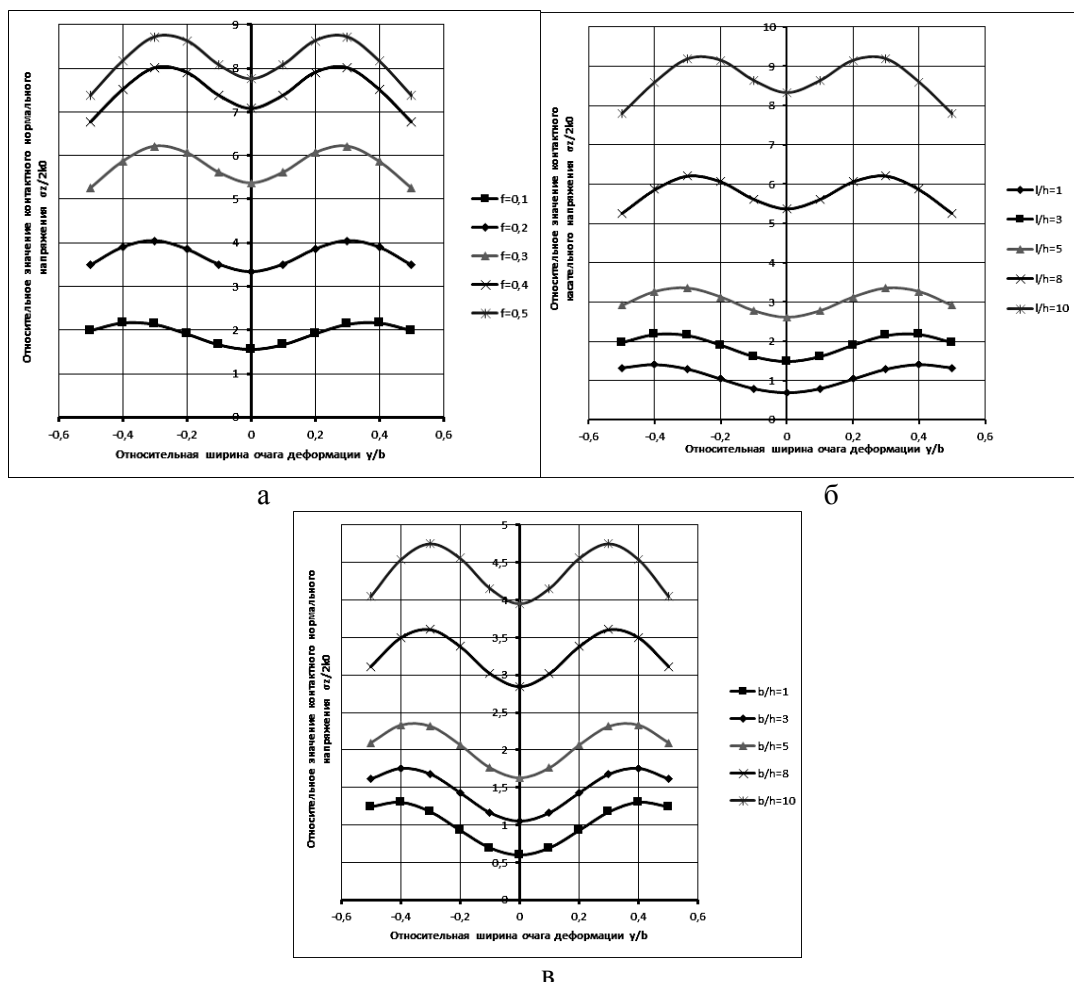 Относительное значение контактного нормального
напряжения σz/2k0
9
8
7
6
5
4
3
2
1
0
-0,6
-0,4
-0,2
0
0,2
0,4
0,6
Относительная ширина очага деформации y/b
f=0,1
f=0,2
f=0,3
f=0,4
f=0,5
а
Относительное значение контактного
касательного напряжения σz/2k0
10
9
8
7
6
5
4
3
2
1
0
-0,6
-0,4
-0,2
0
0,2
0,4
0,6
Относительная ширина очага деформации y/b
l/h=1
l/h=3
l/h=5
l/h=8
l/h=10
б
Относительное значение контактного нормального
напряжения σz/2k0
5
4,5
4
3,5
3
2,5
2
1,5
1
0,5
0
-0,6
-0,4
-0,2
0
0,2
0,4
0,6
Относительная ширина очага деформации y/b
b/h=1
b/h=3
b/h=5
b/h=8
b/h=10
в